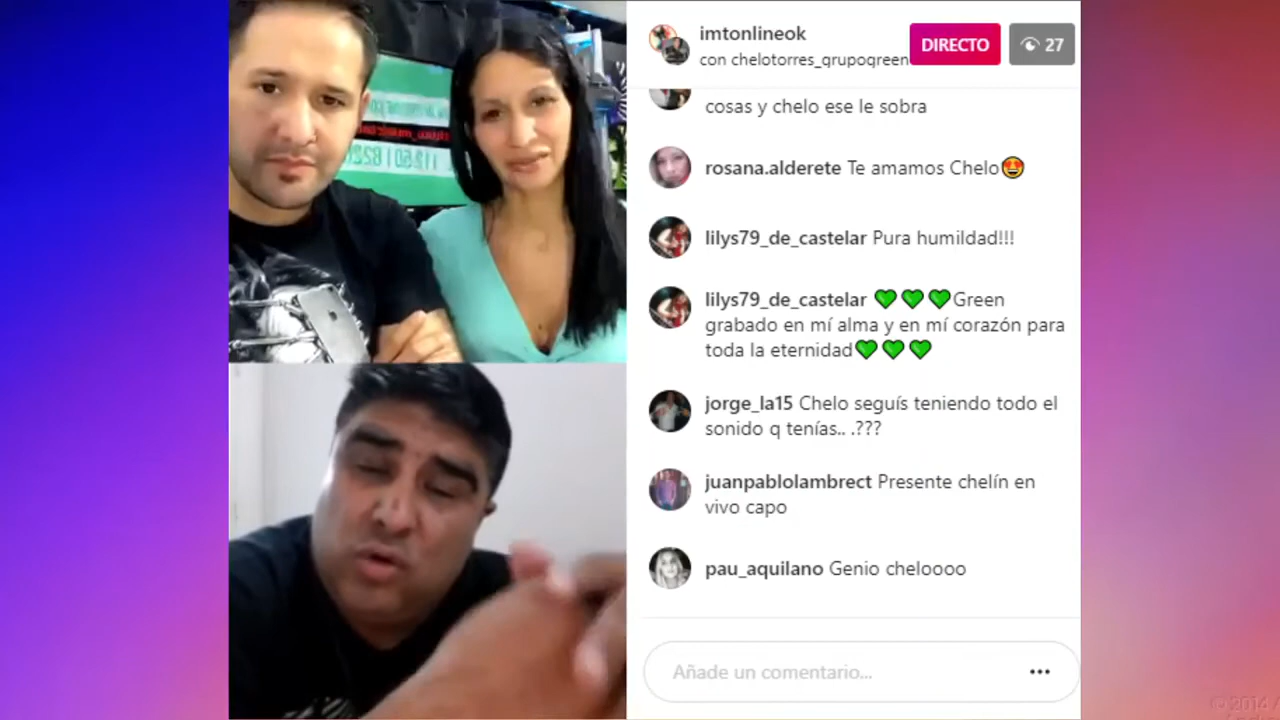 imtonlineok
con chelotorres_grupogreen
DIRECTO
27
cosas y chelo ese le sobra
rosana.alderete Te amamos Chelo😍
lilys79_de_castelar Pura humildad!!!
lilys79_de_castelar 💚💚💚Green
grabado en mí alma y en mí corazón para
toda la eternidad💚💚💚
jorge_la15 Chelo seguís teniendo todo el
sonido q tenías.. .???
juanpablolambrect Presente chelín en
vivo capo
pau_aquilano Genio cheloooo
Añade un comentario...
©2014